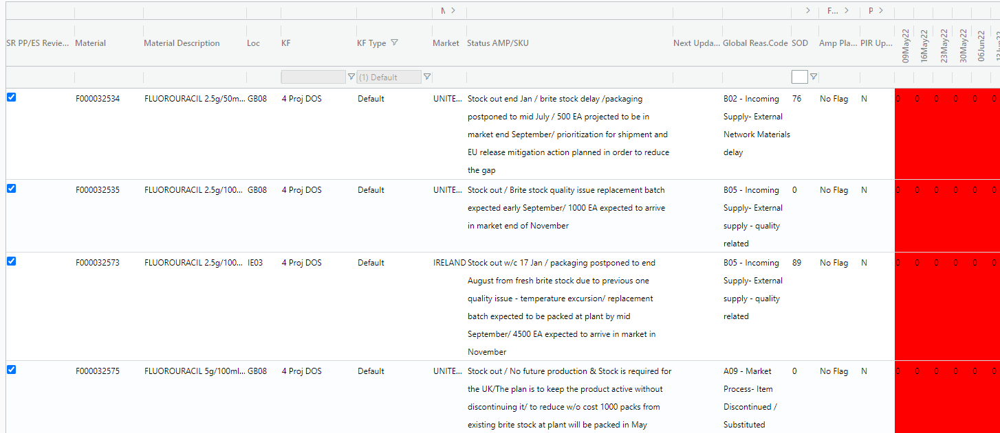 M >
>
F... >
P >
SR PP/ES Revie... Material Material Description Loc KF KF Type Market Status AMP/SKU Next Upda... Global Reas.Code SOD Amp Pla... PIR Up... 09May22 16May22 23May22 30May22 06Jun22
(1) Default
F000032534 FLUOROURACIL 2.5g/50m... GB08 4 Proj DOS Default UNITE... Stock out end Jan / brite stock delay /packaging B02 - Incoming 76 No Flag N 0 0 0 0 0 0
postponed to mid July / 500 EA projected to be in Supply- External
market end September/ prioritization for shipment and Network Materials
EU release mitigation action planned in order to reduce delay
the gap
F000032535 FLUOROURACIL 2.5g/100... GB08 4 Proj DOS Default UNITE... Stock out / Brite stock quality issue replacement batch B05 - Incoming 0 No Flag N 0 0 0 0 0 0
expected early September/ 1000 EA expected to arrive Supply- External
in market end of November supply - quality
related
F000032573 FLUOROURACIL 2.5g/100... IE03 4 Proj DOS Default IRELAND Stock out w/c 17 Jan / packaging postponed to end B05 - Incoming 89 No Flag N 0 0 0 0 0 0
August from fresh brite stock due to previous one Supply- External
quality issue - temperature excursion/ replacement supply - quality
batch expected to be packed at plant by mid related
September/ 4500 EA expected to arrive in market in
November
F000032575 FLUOROURACIL 5g/100ml... GB08 4 Proj DOS Default UNITE... Stock out / No future production & Stock is required for A09 - Market 0 No Flag N 0 0 0 0 0 0
the UK/The plan is to keep the product active without Process- Item
discontinuing it/ to reduce w/o cost 1000 packs from Discontinued /
existing brite stock at plant will be packed in May Substituted